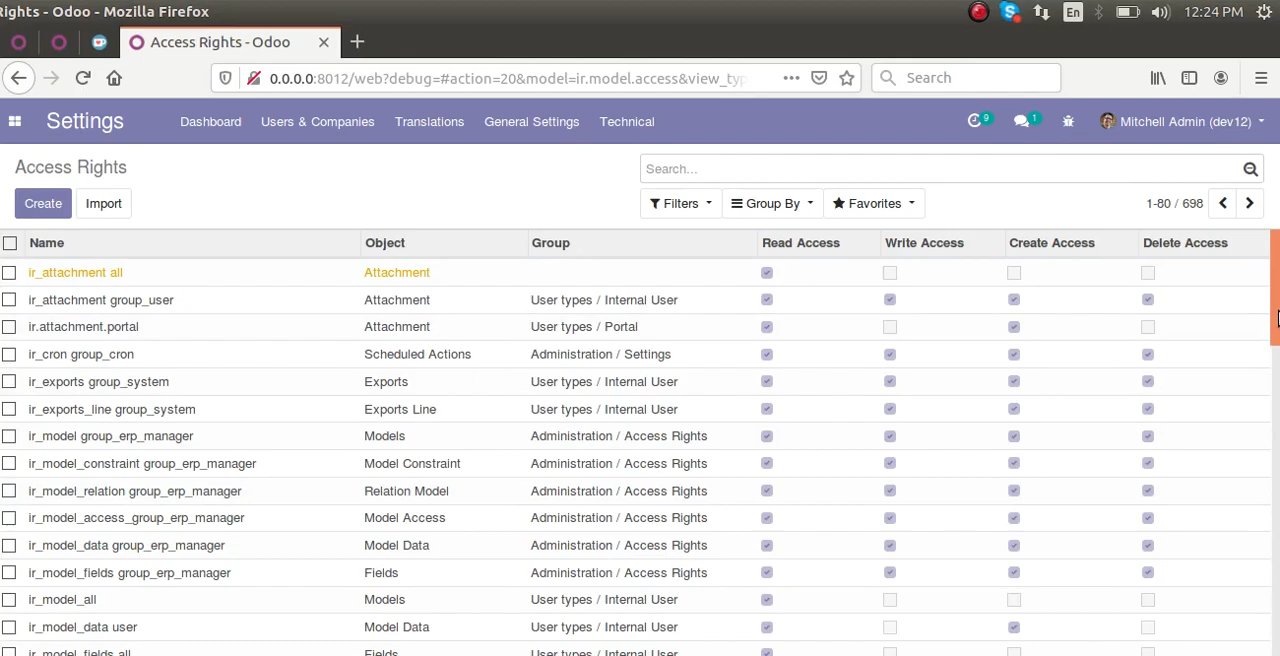 Rights - Odoo - Mozilla Firefox
En 12:24 PM
Access Rights - Odoo
0.0.0.0:8012/web?debug=#action=20&model=ir.model.access&view_typ
Search
Settings Dashboard Users & Companies Translations General Settings Technical 9 1 Mitchell Admin (dev12)
Access Rights
Search...
Create Import Filters Group By Favorites 1-80 / 698
Name Object Group Read Access Write Access Create Access Delete Access
ir_attachment all Attachment
ir_attachment group_user Attachment User types / Internal User
ir.attachment.portal Attachment User types / Portal
ir_cron group_cron Scheduled Actions Administration / Settings
ir_exports group_system Exports User types / Internal User
ir_exports_line group_system Exports Line User types / Internal User
ir_model group_erp_manager Models Administration / Access Rights
ir_model_constraint group_erp_manager Model Constraint Administration / Access Rights
ir_model_relation group_erp_manager Relation Model Administration / Access Rights
ir_model_access_group_erp_manager Model Access Administration / Access Rights
ir_model_data group_erp_manager Model Data Administration / Access Rights
ir_model_fields group_erp_manager Fields Administration / Access Rights
ir_model_all Models User types / Internal User
ir_model_data user Model Data User types / Internal User
ir_model_fields all Fields User types / Internal User